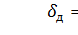 δд =